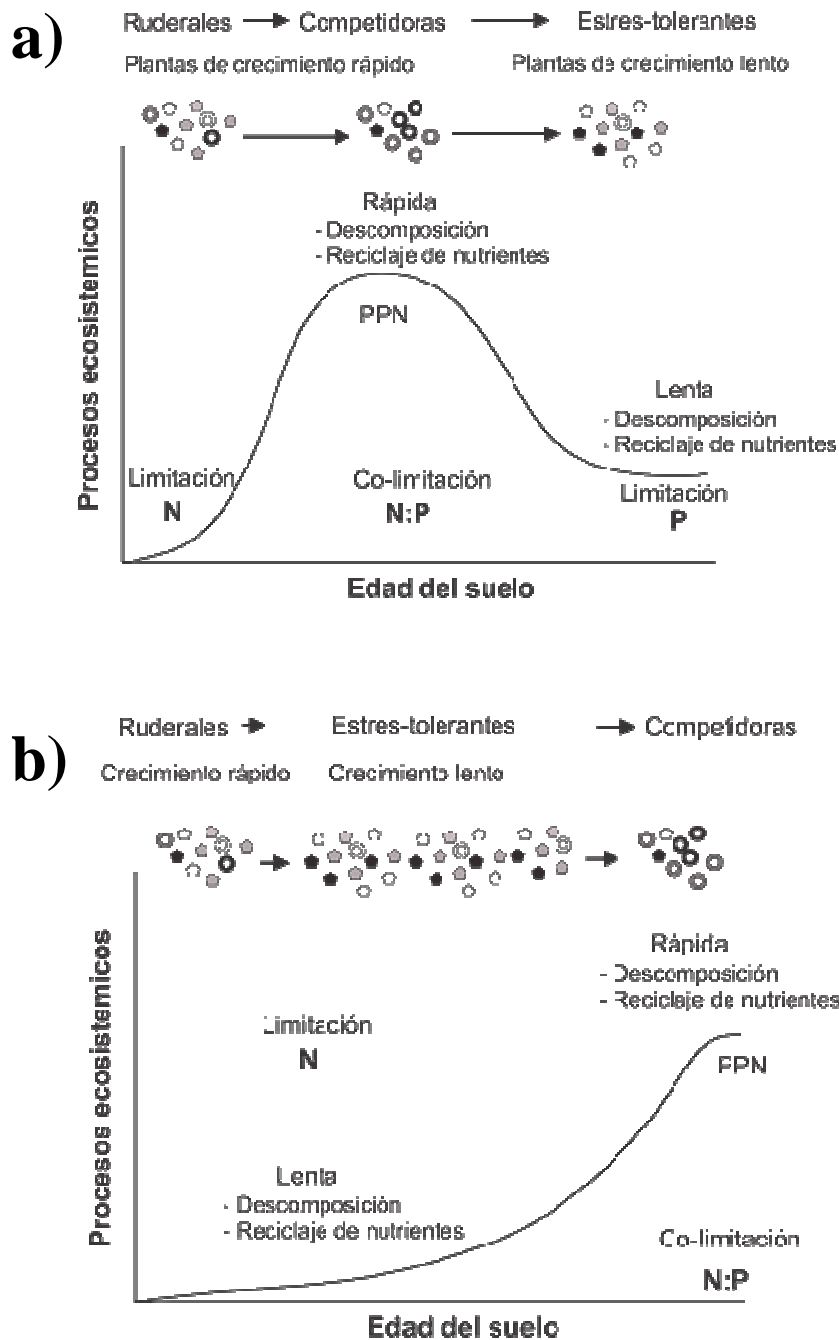 a)
Ruderales → Competidoras → Estres-tolerantes
Plantas de crecimiento rápido Plantas de crecimiento lento
Procesos ecosistemicos
Rápida
- Descomposición
- Reciclaje de nutrientes
PPN
Lenta
- Descomposición
- Reciclaje de nutrientes
Limitación
N
Co-limitación
N:P
Limitación
P
Edad del suelo
b)
Ruderales → Estres-tolerantes → Competidoras
Crecimiento rápido Crecimiento lento
Procesos ecosistemicos
Rápida
- Descomposición
- Reciclaje de nutrientes
Limitación
N
PPN
Lenta
- Descomposición
- Reciclaje de nutrientes
Co-limitación
N:P
Edad del suelo